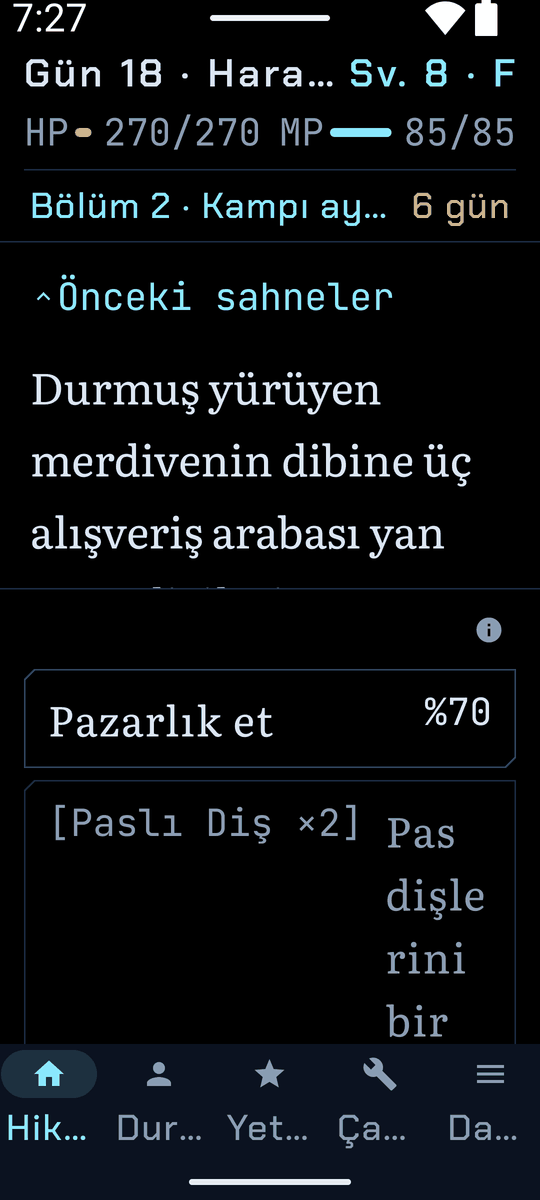 7:27
Gün 18 · Hara... Sv. 8 · F
HP 270/270 MP 85/85
Bölüm 2 · Kampı ay... 6 gün
Önceki sahneler
Durmuş yürüyen
merdivenin dibine üç
alışveriş arabası yan
Pazarlık et %70
[Paslı Diş ×2] Pas
dişle
rini
bir
Hik... Dur... Yet... Ça... Da...